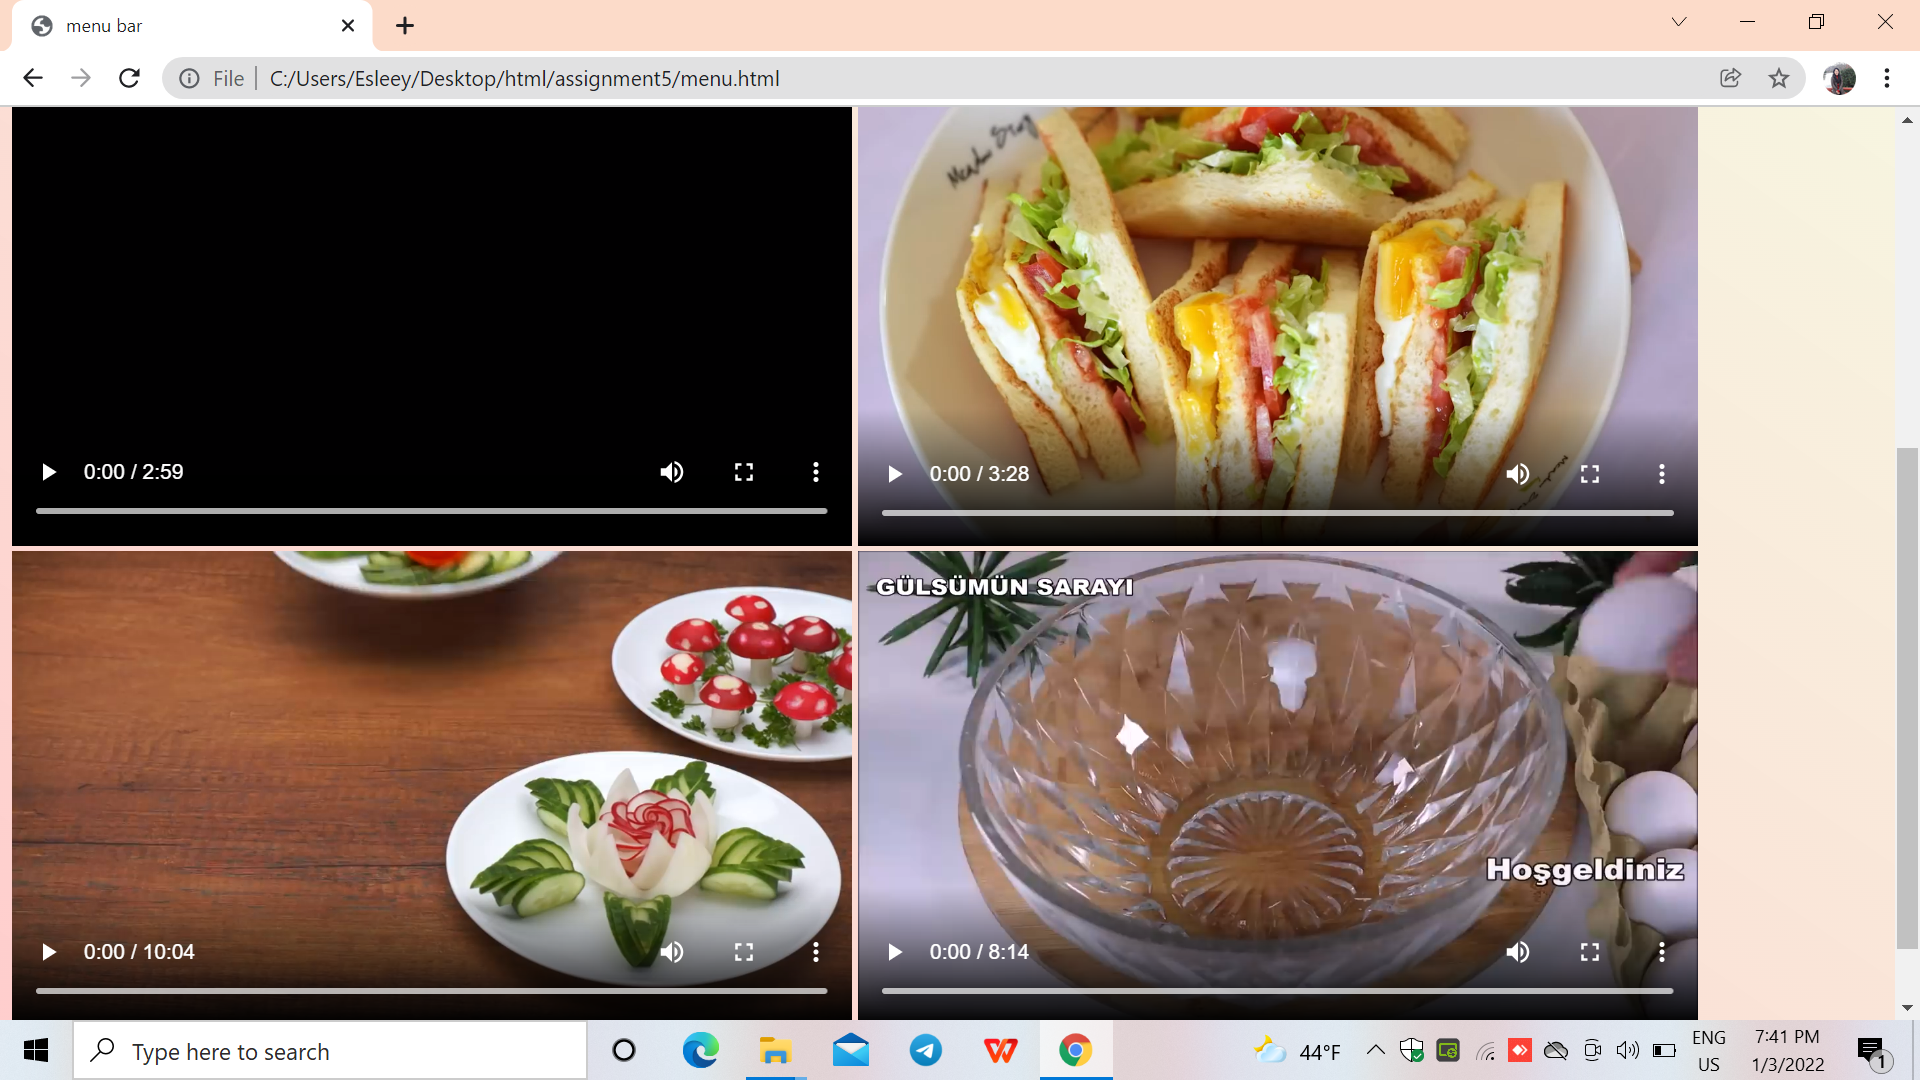 menu bar
File
C:/Users/Esleey/Desktop/html/assignment5/menu.html
0:00 / 2:59
0:00 / 3:28
GÜLSÜMÜN SARAYI
Hoşgeldiniz
0:00 / 10:04
0:00 / 8:14
Type here to search
44°F
ENG
US
7:41 PM
1/3/2022
1